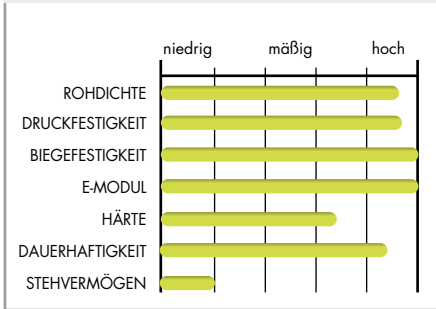 niedrig mäßig hoch
ROHDICHTE
DRUCKFESTIGKEIT
BIEGEFESTIGKEIT
E-MODUL
HÄRTE
DAUERHAFTIGKEIT
STEHVERMÖGEN